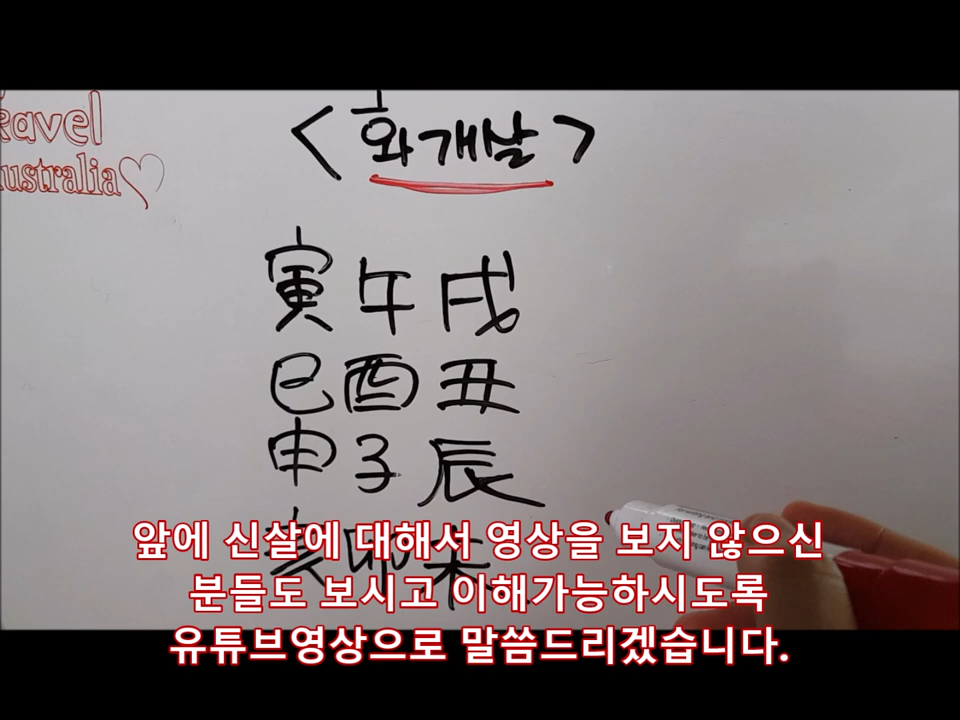 ravel
ustralia
<화개살>
寅午戌
巳酉丑
申子辰
亥卯未
앞에 신살에 대해서 영상을 보지 않으신
분들도 보시고 이해가능하시도록
유튜브영상으로 말씀드리겠습니다.